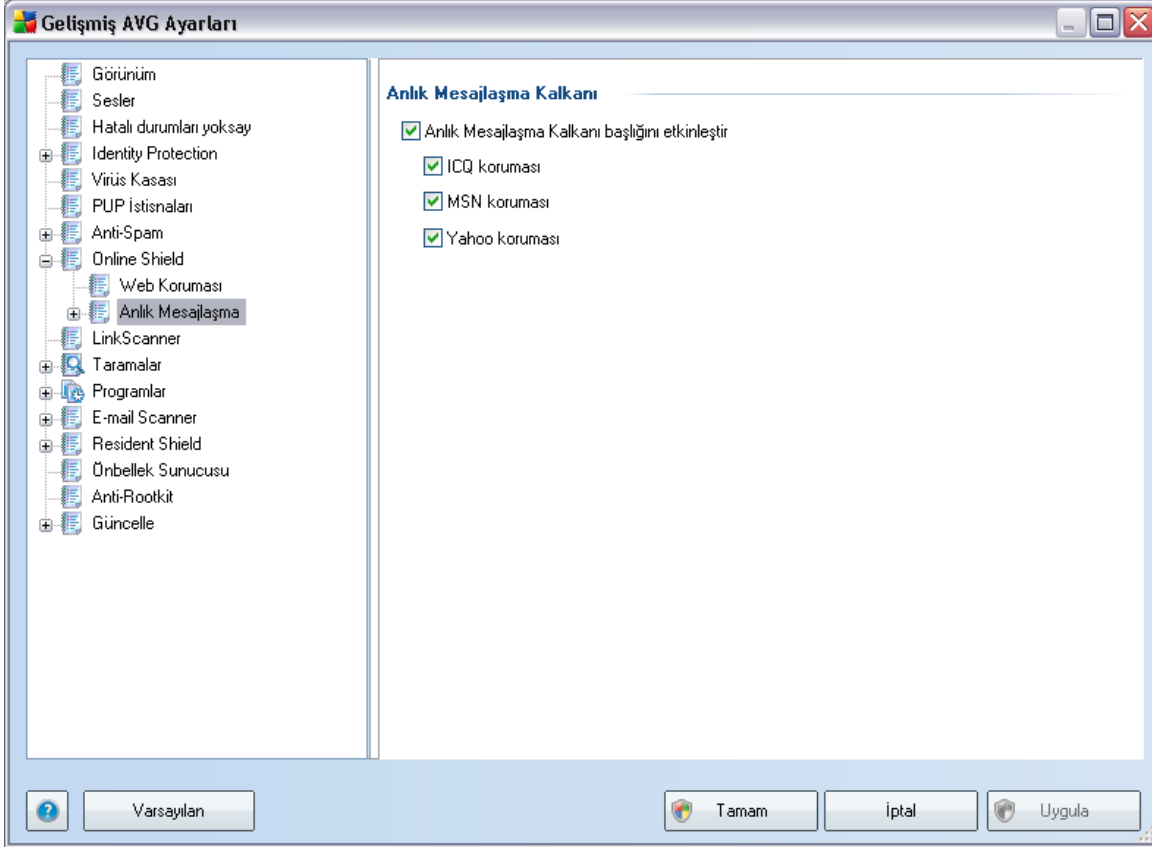 Gelişmiş AVG Ayarları
Görünüm
Sesler
Hatalı durumları yoksay
Identity Protection
Virüs Kasası
PUP İstisnaları
Anti-Spam
Online Shield
Web Koruması
Anlık Mesajlaşma
LinkScanner
Taramalar
Programlar
E-mail Scanner
Resident Shield
Önbellek Sunucusu
Anti-Rootkit
Güncelle
Anlık Mesajlaşma Kalkanı
Anlık Mesajlaşma Kalkanı başlığını etkinleştir
ICQ koruması
MSN koruması
Yahoo koruması
Varsayılan
Tamam
İptal
Uygula